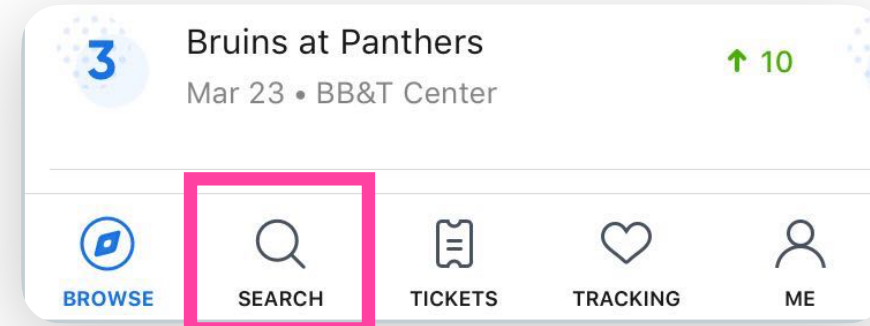 3
Bruins at Panthers
↑ 10
Mar 23 • BB&T Center
BROWSE
SEARCH
TICKETS
TRACKING
ME